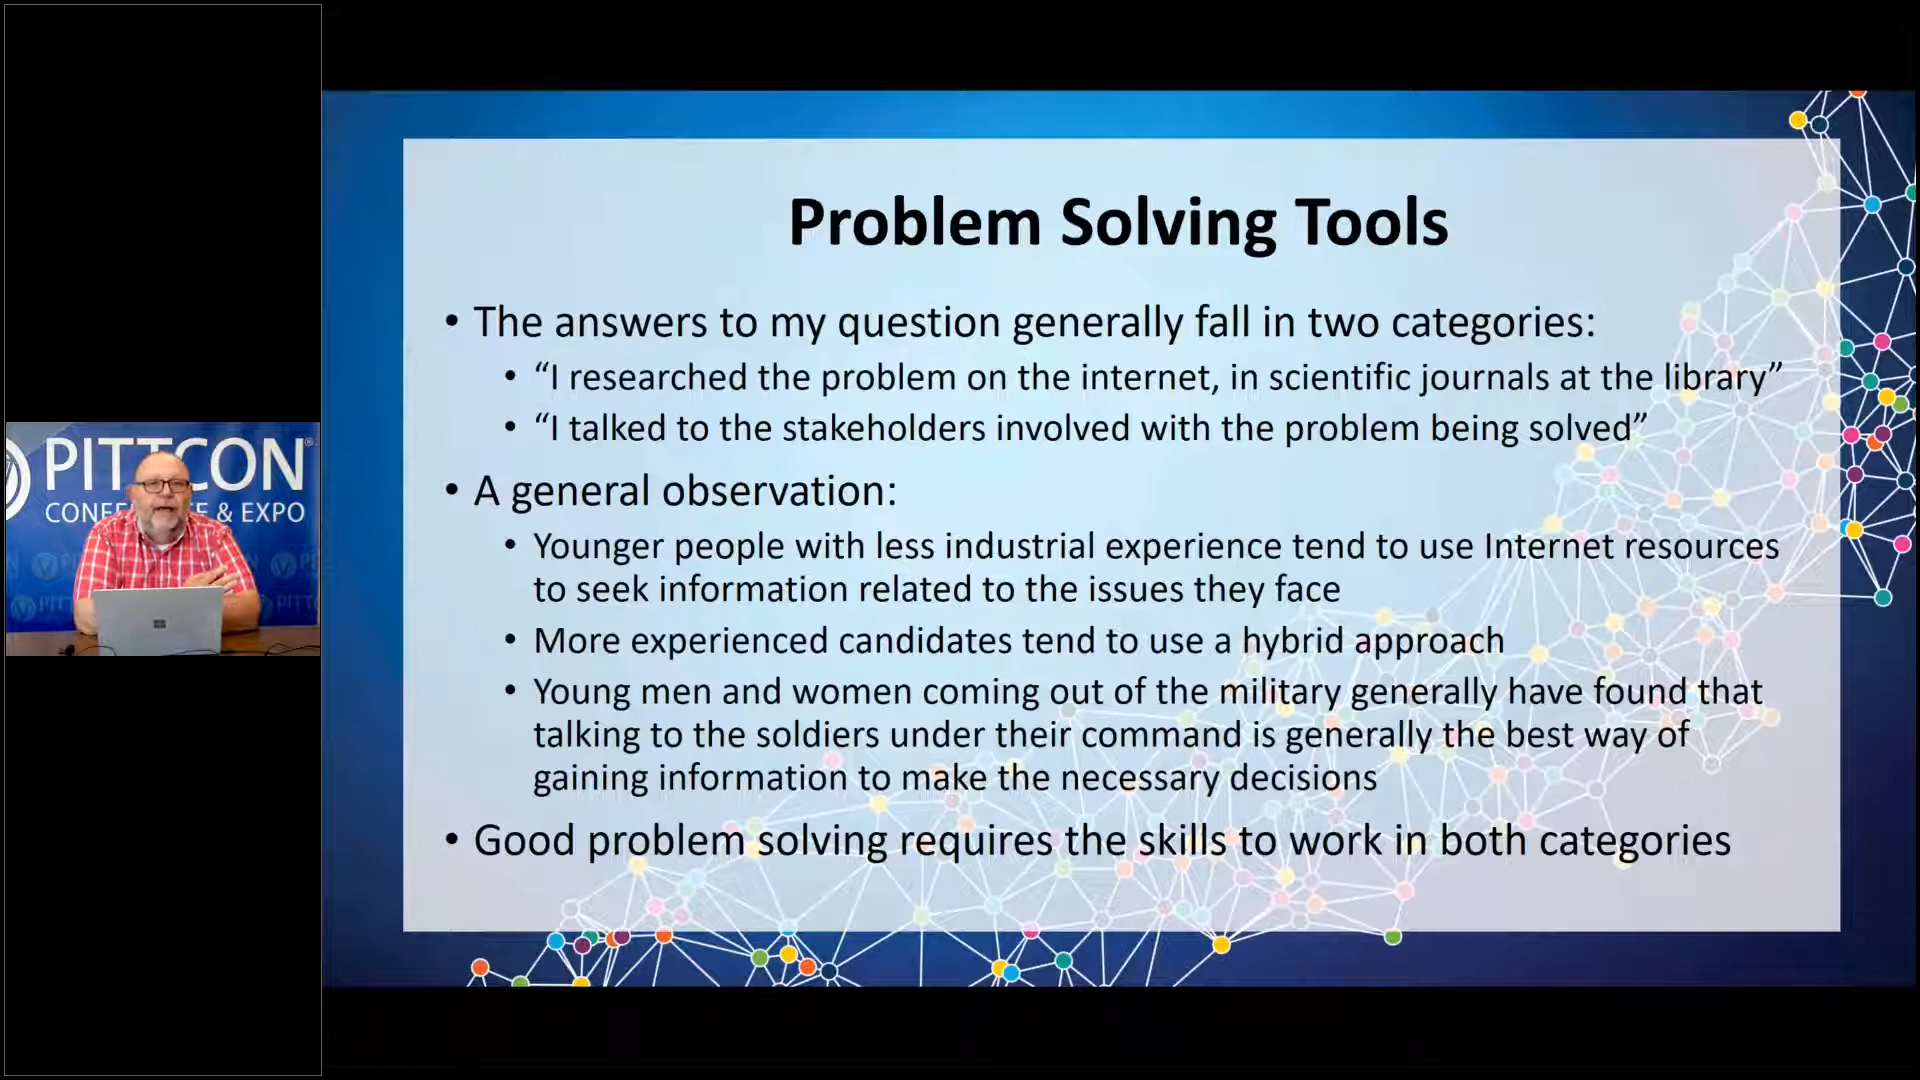 PITTCON
& EXPO
Problem Solving Tools
• The answers to my question generally fall in two categories:
• “I researched the problem on the internet, in scientific journals at the library”
• “I talked to the stakeholders involved with the problem being solved”
• A general observation:
• Younger people with less industrial experience tend to use Internet resources
to seek information related to the issues they face
• More experienced candidates tend to use a hybrid approach
• Young men and women coming out of the military generally have found that
talking to the soldiers under their command is generally the best way of
gaining information to make the necessary decisions
• Good problem solving requires the skills to work in both categories